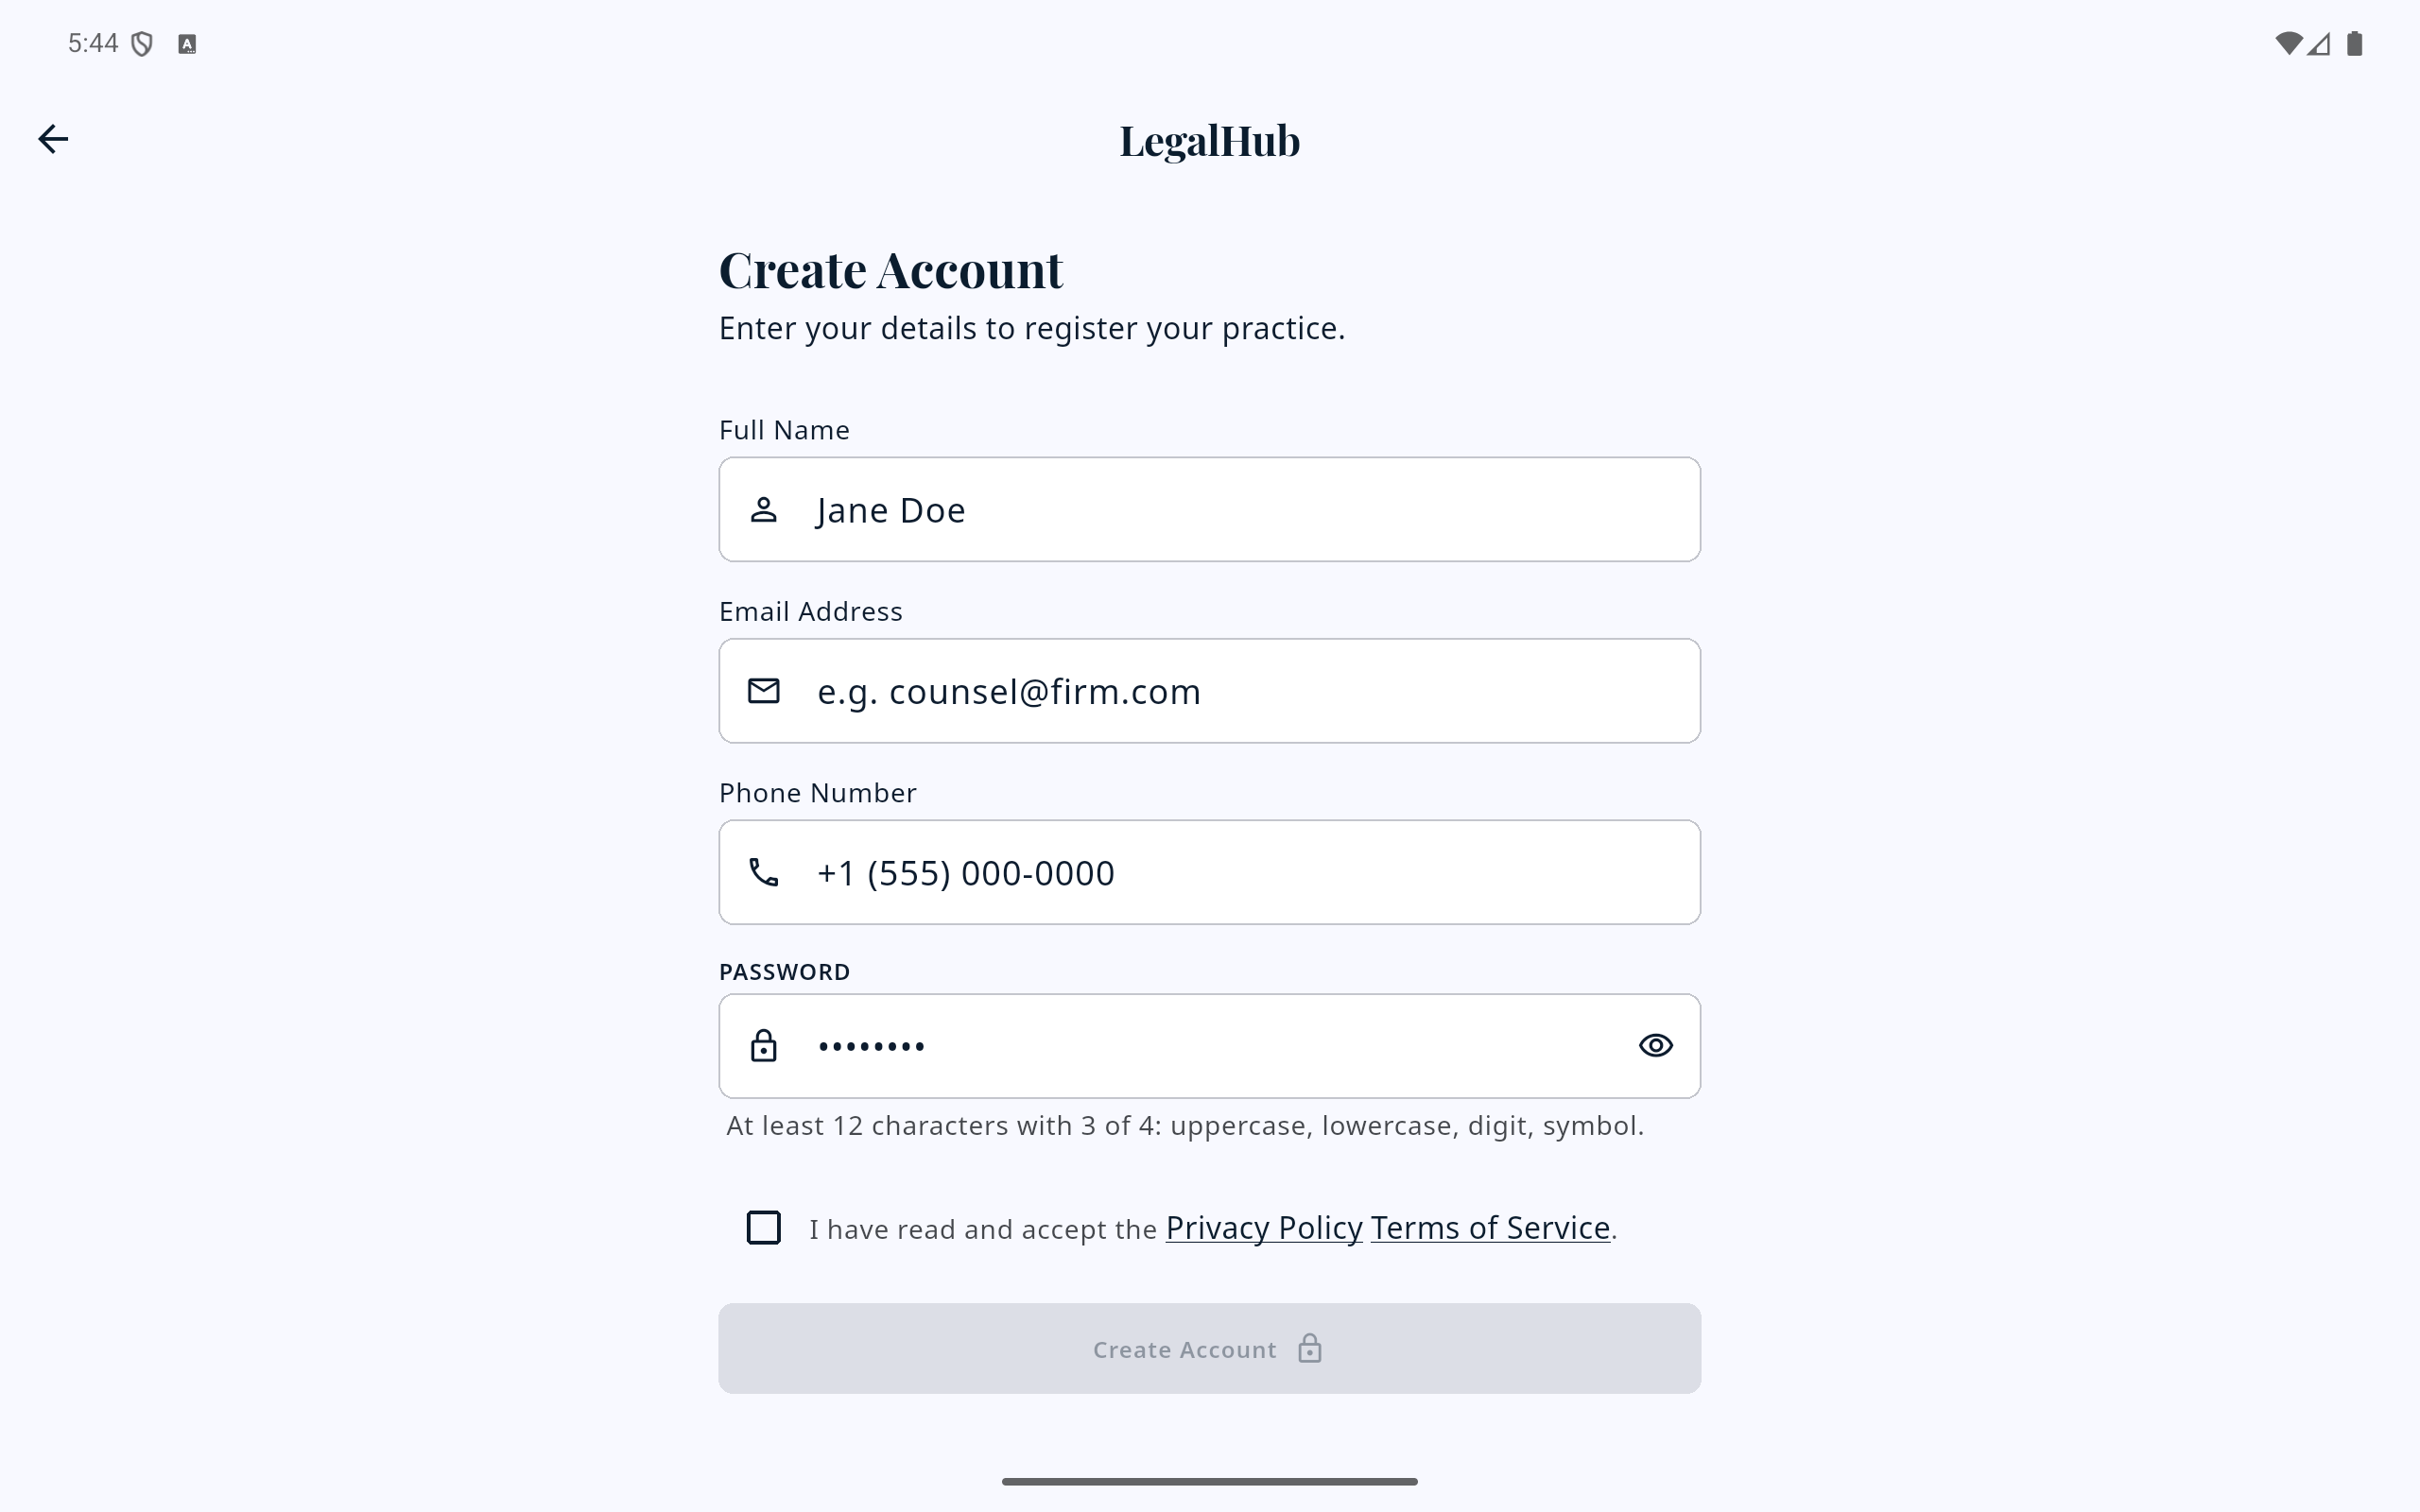 5:44
LegalHub
Create Account
Enter your details to register your practice.
Full Name
Jane Doe
Email Address
e.g. counsel@firm.com
Phone Number
+1 (555) 000-0000
PASSWORD
••••••••
At least 12 characters with 3 of 4: uppercase, lowercase, digit, symbol.
I have read and accept the Privacy Policy Terms of Service.
Create Account